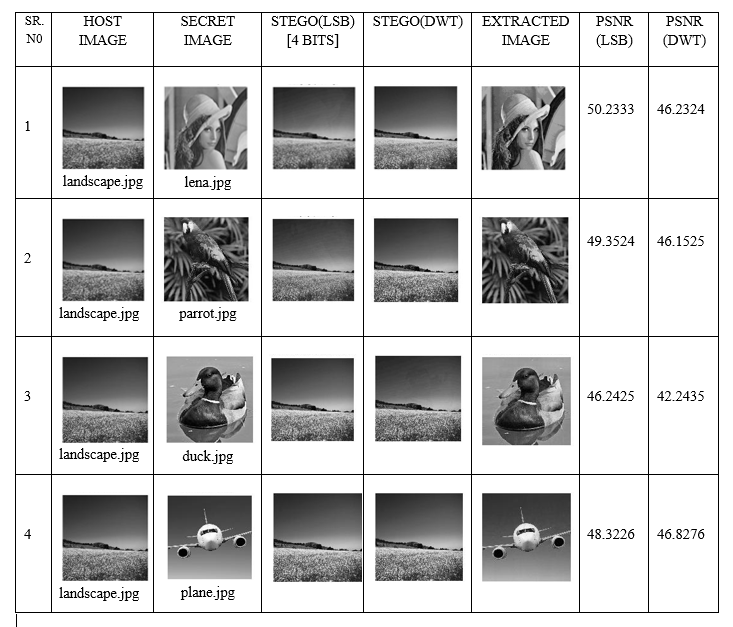 SR. N0
HOST IMAGE
SECRET IMAGE
STEGO(LSB) [4 BITS]
STEGO(DWT)
EXTRACTED IMAGE
PSNR (LSB)
PSNR (DWT)
1
landscape.jpg
lena.jpg
50.2333
46.2324
2
landscape.jpg
parrot.jpg
49.3524
46.1525
3
landscape.jpg
duck.jpg
46.2425
42.2435
4
landscape.jpg
plane.jpg
48.3226
46.8276